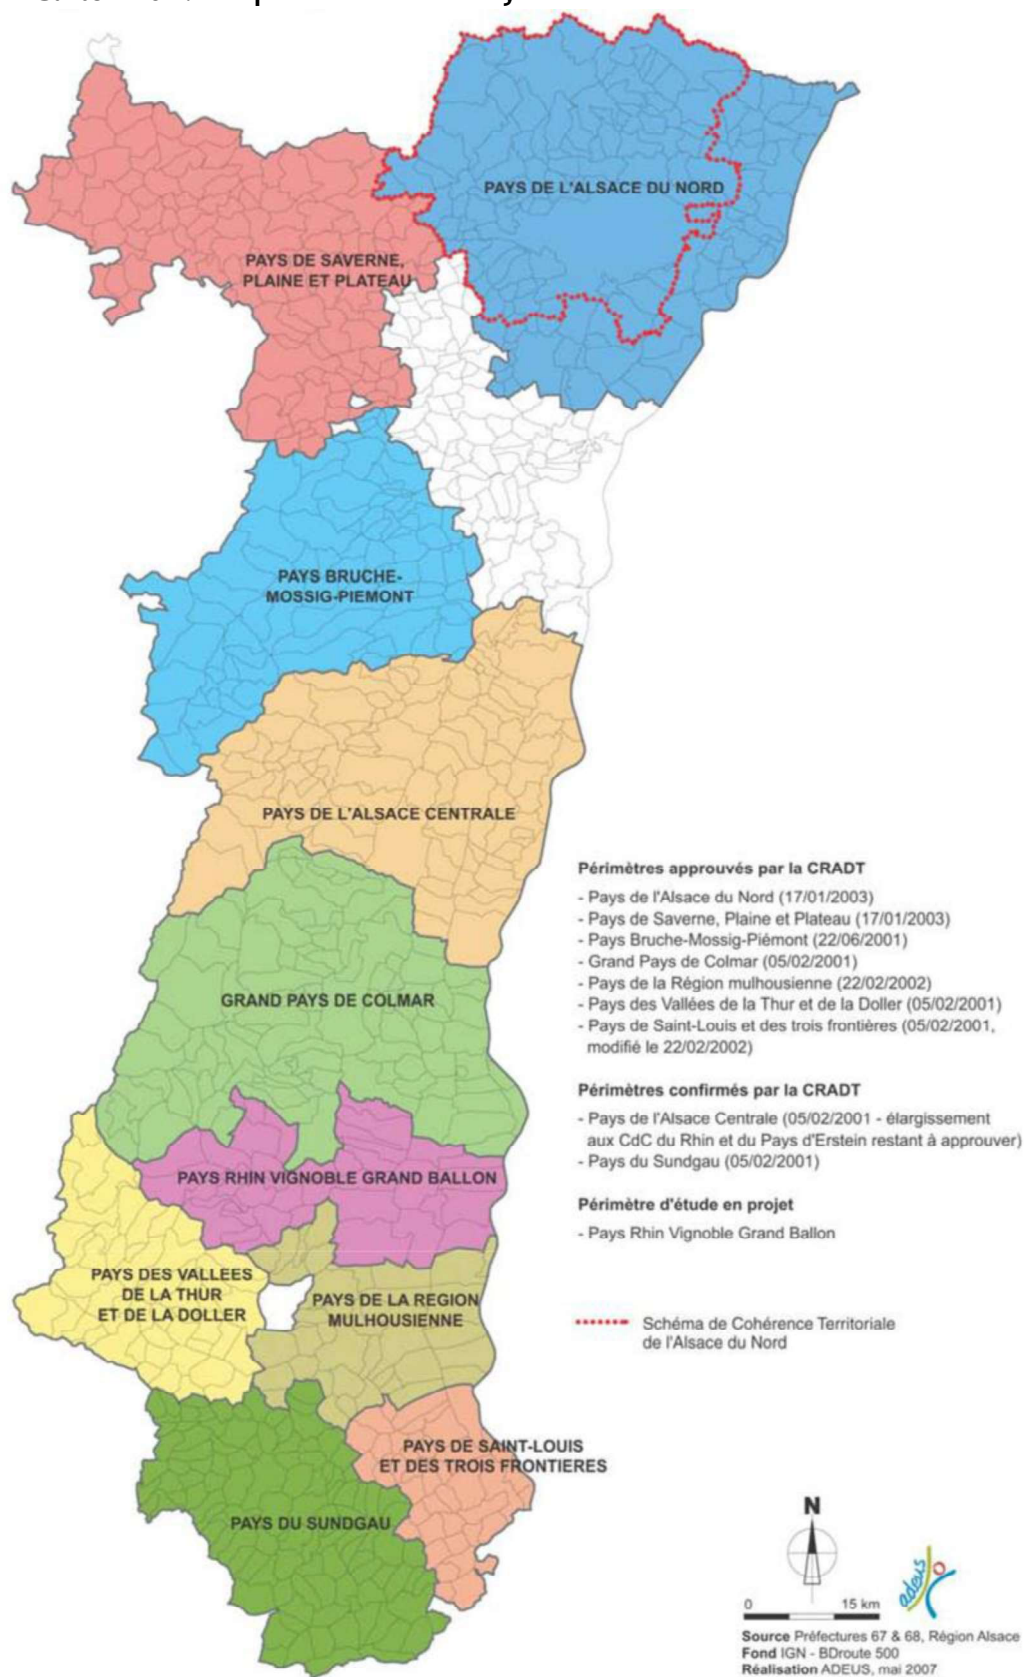 PAYS DE L'ALSACE DU NORD
PAYS DE SAVERNE,
PLAINE ET PLATEAU
PAYS BRUCHE-
MOSSIG-PIEMONT
PAYS DE L'ALSACE CENTRALE
GRAND PAYS DE COLMAR
PAYS RHIN VIGNOBLE GRAND BALLON
PAYS DES VALLEES
DE LA THUR
ET DE LA DOLLER
PAYS DE LA REGION
MULHOUSIENNE
PAYS DE SAINT-LOUIS
ET DES TROIS FRONTIERES
PAYS DU SUNDGAU
Périmètres approuvés par la CRADT
- Pays de l'Alsace du Nord (17/01/2003)
- Pays de Saverne, Plaine et Plateau (17/01/2003)
- Pays Bruche-Mossig-Piémont (22/06/2001)
- Grand Pays de Colmar (05/02/2001)
- Pays de la Région mulhousienne (22/02/2002)
- Pays des Vallées de la Thur et de la Doller (05/02/2001)
- Pays de Saint-Louis et des trois frontières (05/02/2001,
modifié le 22/02/2002)
Périmètres confirmés par la CRADT
- Pays de l'Alsace Centrale (05/02/2001 - élargissement
aux CdC du Rhin et du Pays d'Erstein restant à approuver)
- Pays du Sundgau (05/02/2001)
Périmètre d'étude en projet
- Pays Rhin Vignoble Grand Ballon
Schéma de Cohérence Territoriale
de l'Alsace du Nord
N
adeus
0 15 km
Source Préfectures 67 & 68, Région Alsace
Fond IGN - BDroute 500
Réalisation ADEUS, mai 2007